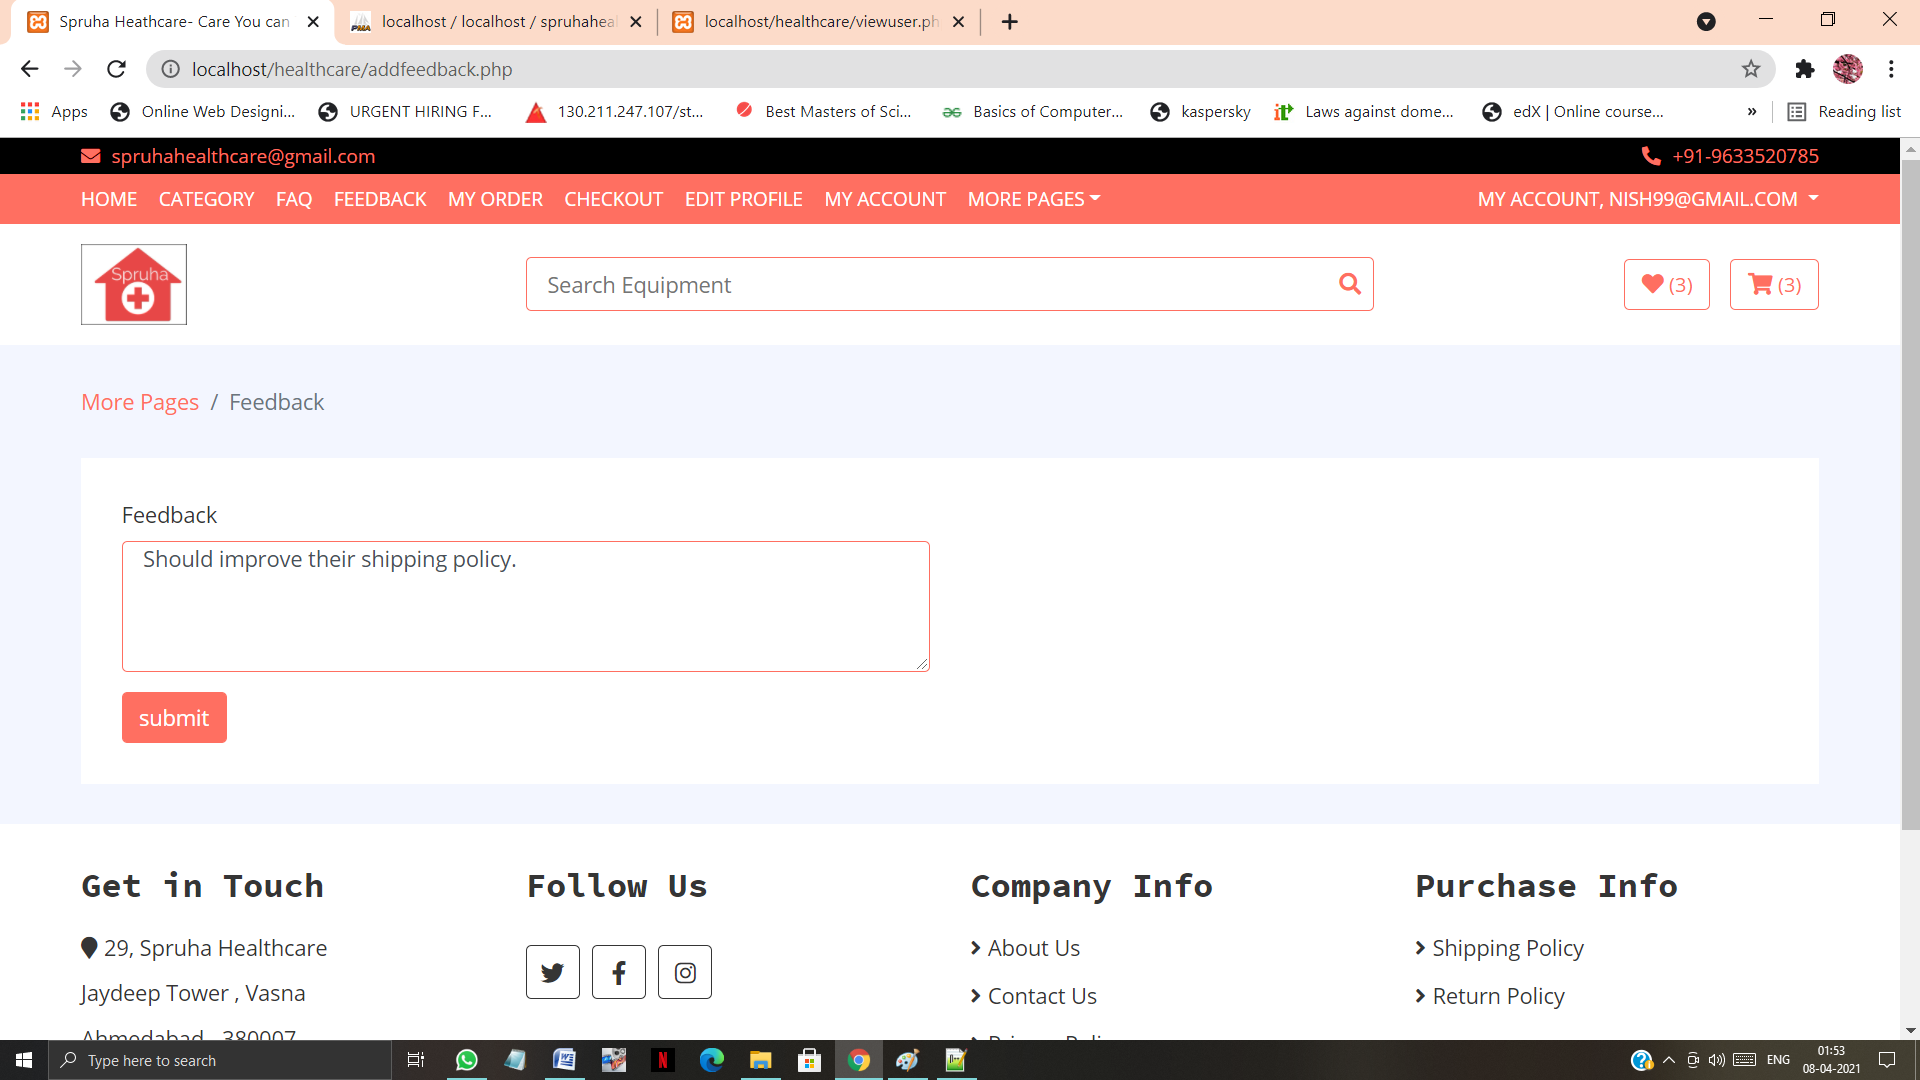 Spruha Heathcare- Care You can
localhost / localhost / spruhaheal
localhost/healthcare/viewuser.ph
localhost/healthcare/addfeedback.php
Apps
Online Web Designi...
URGENT HIRING F...
130.211.247.107/st...
Best Masters of Sci...
Basics of Computer...
kaspersky
Laws against dome...
edX | Online course...
»
Reading list
spruhahealthcare@gmail.com
+91-9633520785
HOME CATEGORY FAQ FEEDBACK MY ORDER CHECKOUT EDIT PROFILE MY ACCOUNT MORE PAGES
MY ACCOUNT, NISH99@GMAIL.COM
Spruha
Search Equipment
(3)
(3)
More Pages / Feedback
Feedback
Should improve their shipping policy.
submit
Get in Touch
29, Spruha Healthcare
Jaydeep Tower , Vasna
Ahmedabad , 380007
Follow Us
Company Info
About Us
Contact Us
Purchase Info
Shipping Policy
Return Policy
Type here to search
ENG
01:53
08-04-2021